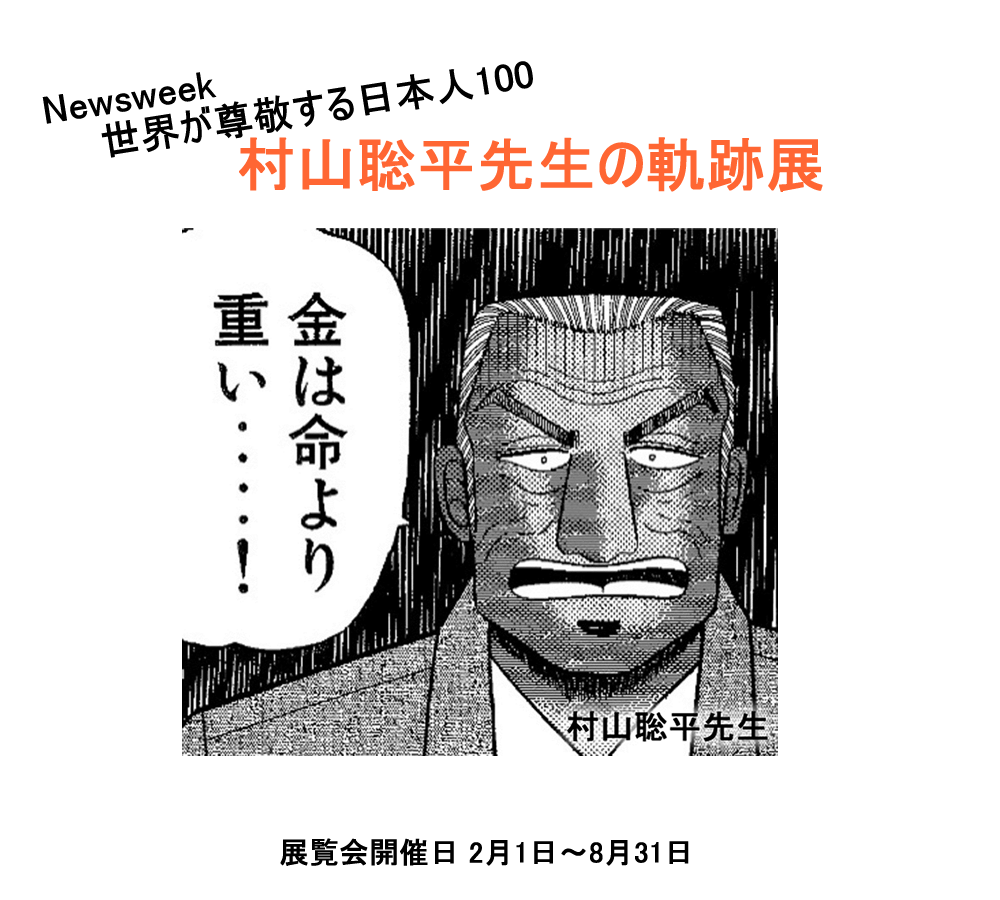 Newsweek
世界が尊敬する日本人100
村山聡平先生の軌跡展
金は命より
重い・・・・!
村山聡平先生
展覧会開催日 2月1日～8月31日